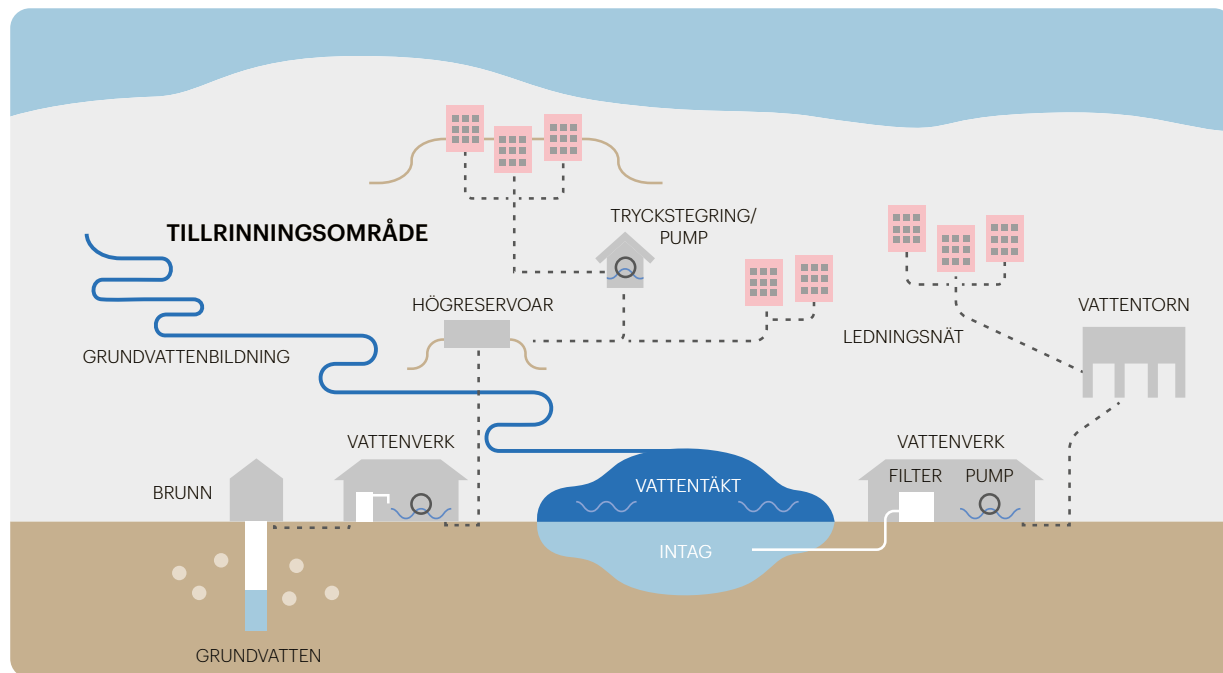 TRYCKSTEGRING/
PUMP
TILLRINNINGSOMRÅDE
HÖGRESERVOAR
VATTENTORN
LEDNINGSNÄT
GRUNDVATTENBILDNING
VATTENVERK
VATTENVERK
FILTER
PUMP
BRUNN
VATTENTÄKT
INTAG
GRUNDVATTEN